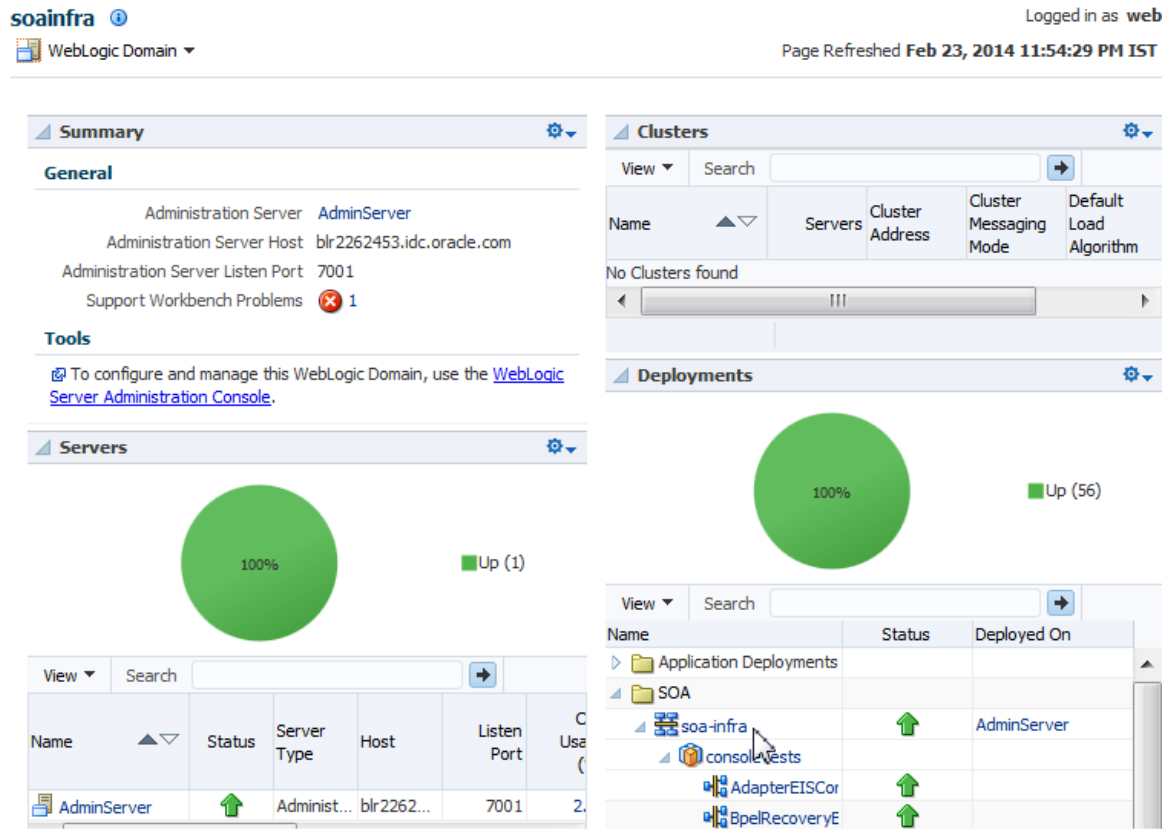 soainfra
Logged in as web
WebLogic Domain
Page Refreshed Feb 23, 2014 11:54:29 PM IST
Summary
General
Administration Server AdminServer
Administration Server Host blr2262453.idc.oracle.com
Administration Server Listen Port 7001
Support Workbench Problems 1
Tools
To configure and manage this WebLogic Domain, use the WebLogic
Server Administration Console.
Servers
100%
Up (1)
View Search
Name Status Server Type Host Listen Port
AdminServer Administ... blr2262... 7001 2.
Clusters
View Search
Name Servers Cluster Address Cluster Messaging Mode Default Load Algorithm
No Clusters found
Deployments
100%
Up (56)
View Search
Name Status Deployed On
Application Deployments
SOA
soa-infra AdminServer
AdapterEISCor
BpelRecoveryE